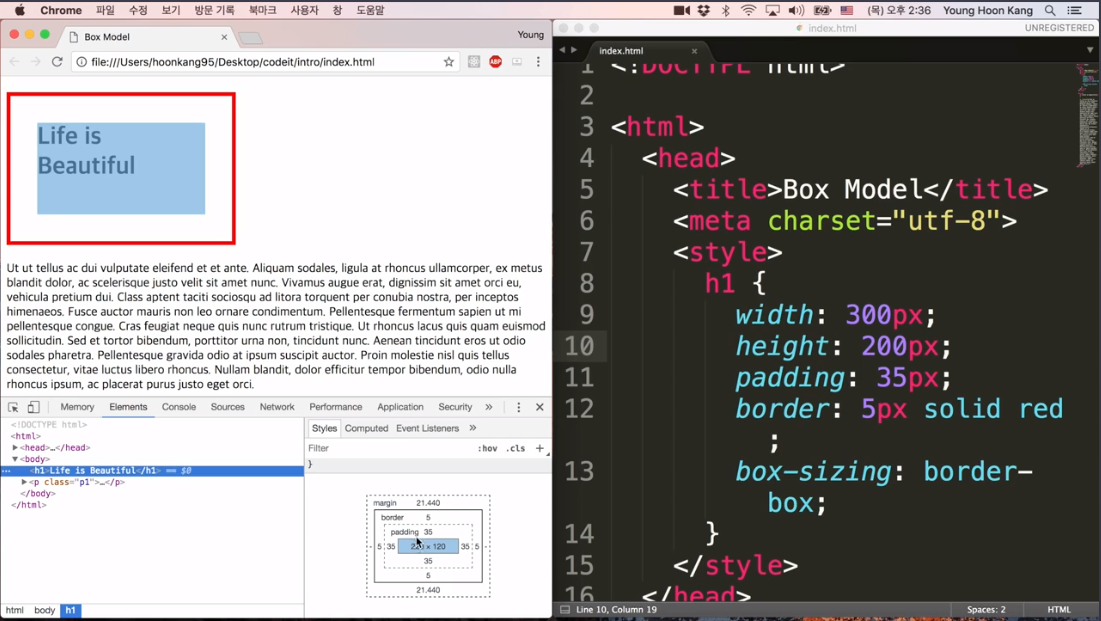 Chrome 파일 수정 보기 방문 기록 북마크 사용자 창 도움말 (목) 오후 2:36 Young Hoon Kang
Box Model
Young
file:///Users/hoonkang95/Desktop/codeit/intro/index.html
ABP
Life is
Beautiful
Ut ut tellus ac dui vulputate eleifend et et ante. Aliquam sodales, ligula at rhoncus ullamcorper, ex metus
blandit dolor, ac scelerisque justo velit sit amet nunc. Vivamus augue erat, dignissim sit amet orci eu,
vehicula pretium dui. Class aptent taciti sociosqu ad litora torquent per conubia nostra, per inceptos
himenaeos. Fusce auctor mauris non leo ornare condimentum. Pellentesque fermentum sapien ut mi
pellentesque congue. Cras feugiat neque quis nunc rutrum tristique. Ut rhoncus lacus quis quam euismod
sollicitudin. Sed et tortor bibendum, porttitor urna non, tincidunt nunc. Aenean tincidunt eros ut odio
sodales pharetra. Pellentesque gravida odio at ipsum suscipit auctor. Proin molestie nisl quis tellus
consectetur, vitae luctus libero rhoncus. Nullam blandit, dolor efficitur tempor bibendum, odio nulla
rhoncus ipsum, ac placerat purus justo eget orci.
Memory Elements Console Sources Network Performance Application Security »
<!DOCTYPE html>
<html>
▶<head>…</head>
▼<body>
… <h1>Life is Beautiful</h1> == $0
▶<p class="p1">…</p>
</body>
</html>
html body h1
Styles Computed Event Listeners »
Filter :hov .cls +
}
margin 21.440
border 5
padding 35
5 35 220 × 120 35 5
35
5
21.440
index.html
UNREGISTERED
index.html
1 <!DOCTYPE html>
2
3 <html>
4 <head>
5 <title>Box Model</title>
6 <meta charset="utf-8">
7 <style>
8 h1 {
9 width: 300px;
10 height: 200px;
11 padding: 35px;
12 border: 5px solid red
;
13 box-sizing: border-
box;
14 }
15 </style>
16 </head>
Line 10, Column 19 Spaces: 2 HTML